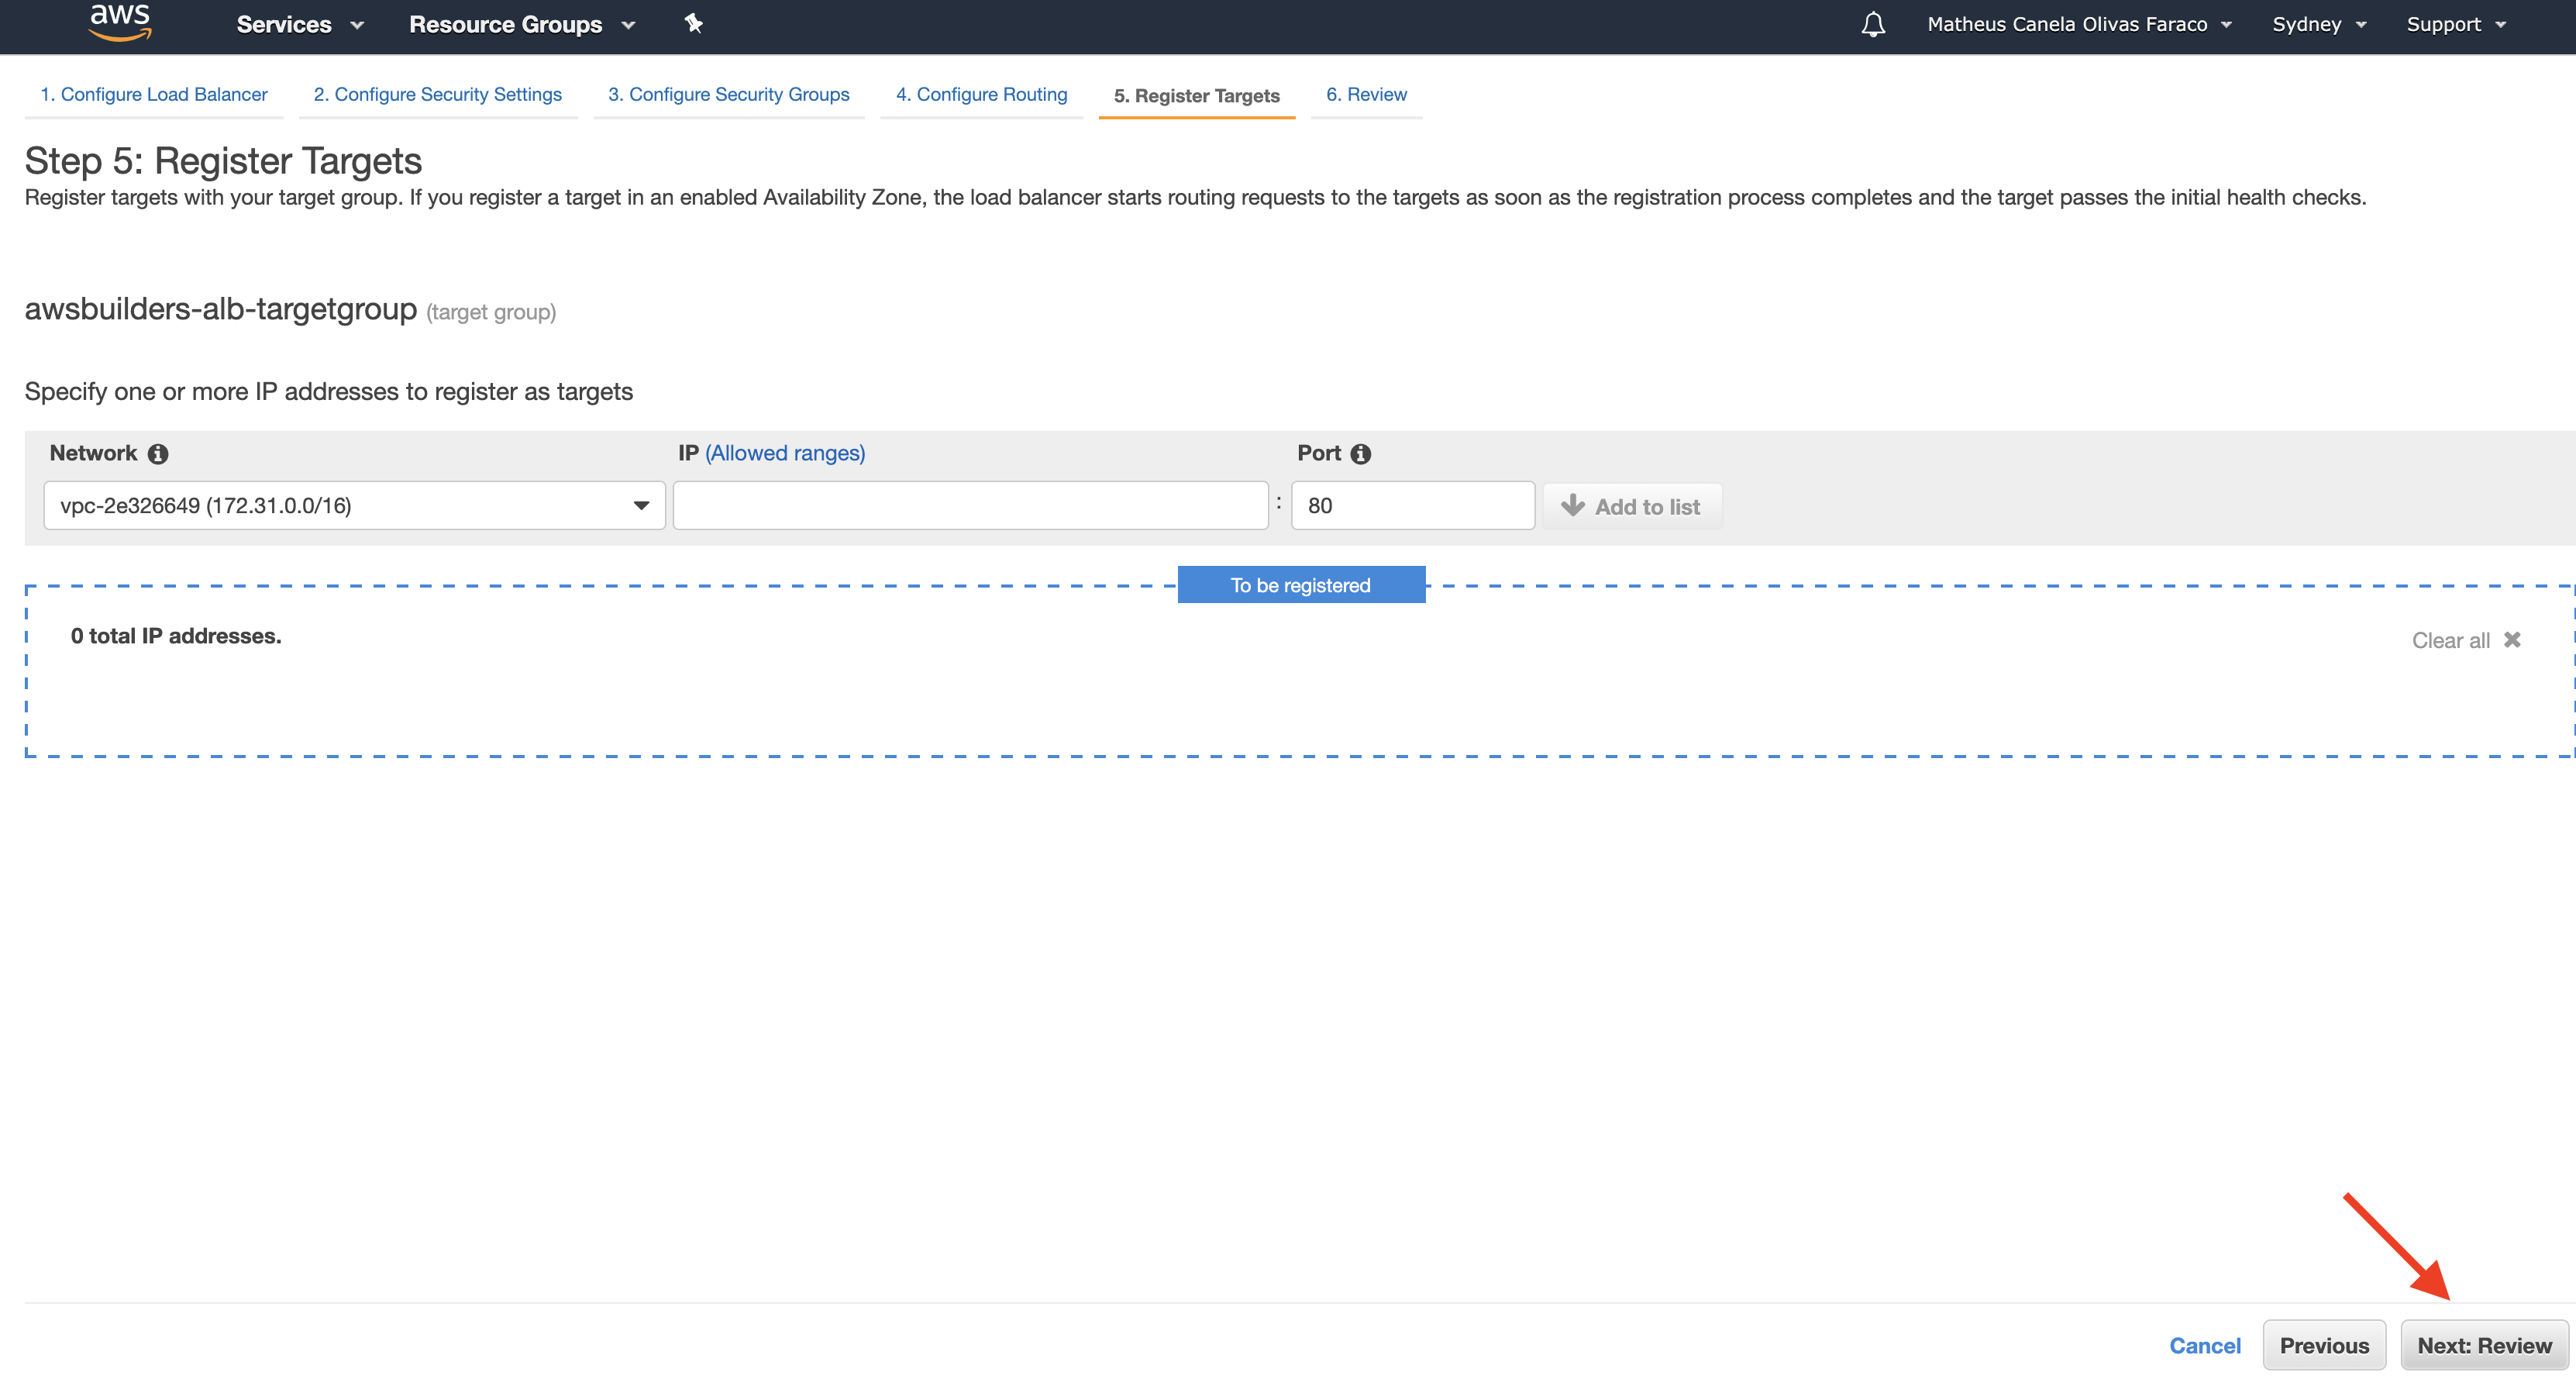 aws Services Resource Groups Matheus Canela Olivas Faraco Sydney Support
1. Configure Load Balancer 2. Configure Security Settings 3. Configure Security Groups 4. Configure Routing 5. Register Targets 6. Review
Step 5: Register Targets
Register targets with your target group. If you register a target in an enabled Availability Zone, the load balancer starts routing requests to the targets as soon as the registration process completes and the target passes the initial health checks.
awsbuilders-alb-targetgroup (target group)
Specify one or more IP addresses to register as targets
Network IP (Allowed ranges) Port
vpc-2e326649 (172.31.0.0/16) : 80 Add to list
To be registered
0 total IP addresses. Clear all
Cancel Previous Next: Review